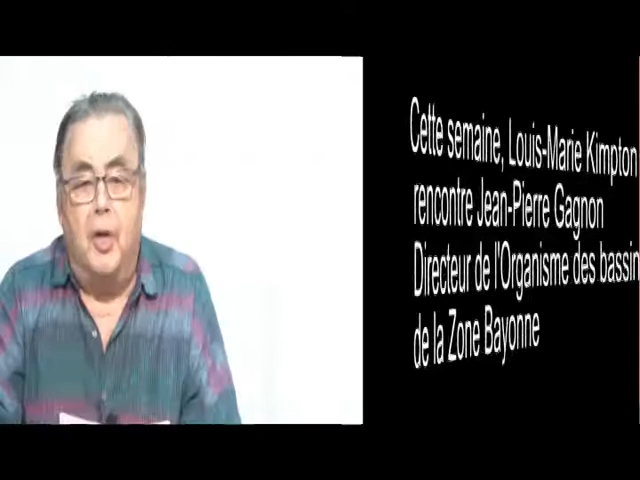 Cette semaine, Louis-Marie Kimpton
rencontre Jean-Pierre Gagnon
Directeur de l'Organisme des bassin
de la Zone Bayonne